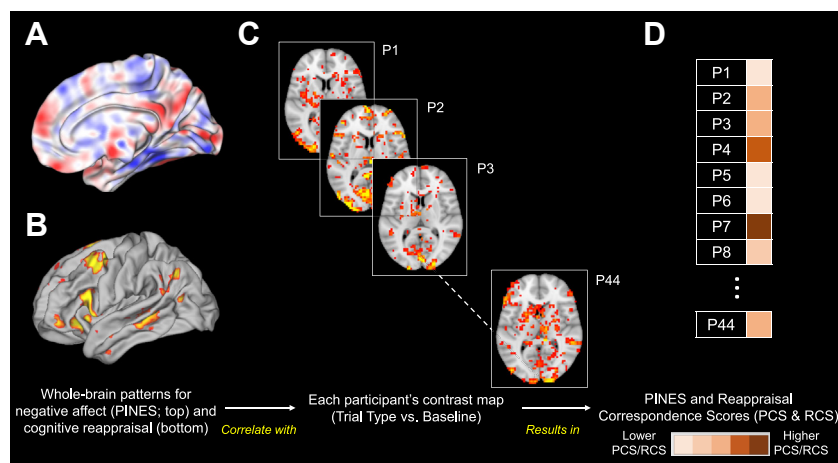 A
C
D
P1
P2
P3
P44
B
P1
P2
P3
P4
P5
P6
P7
P8
P44
Whole-brain patterns for
negative affect (PINES; top) and
cognitive reappraisal (bottom)
Correlate with
Each participant's contrast map
(Trial Type vs. Baseline)
Results in
PINES and Reappraisal
Correspondence Scores (PCS & RCS)
Lower
PCS/RCS
Higher
PCS/RCS